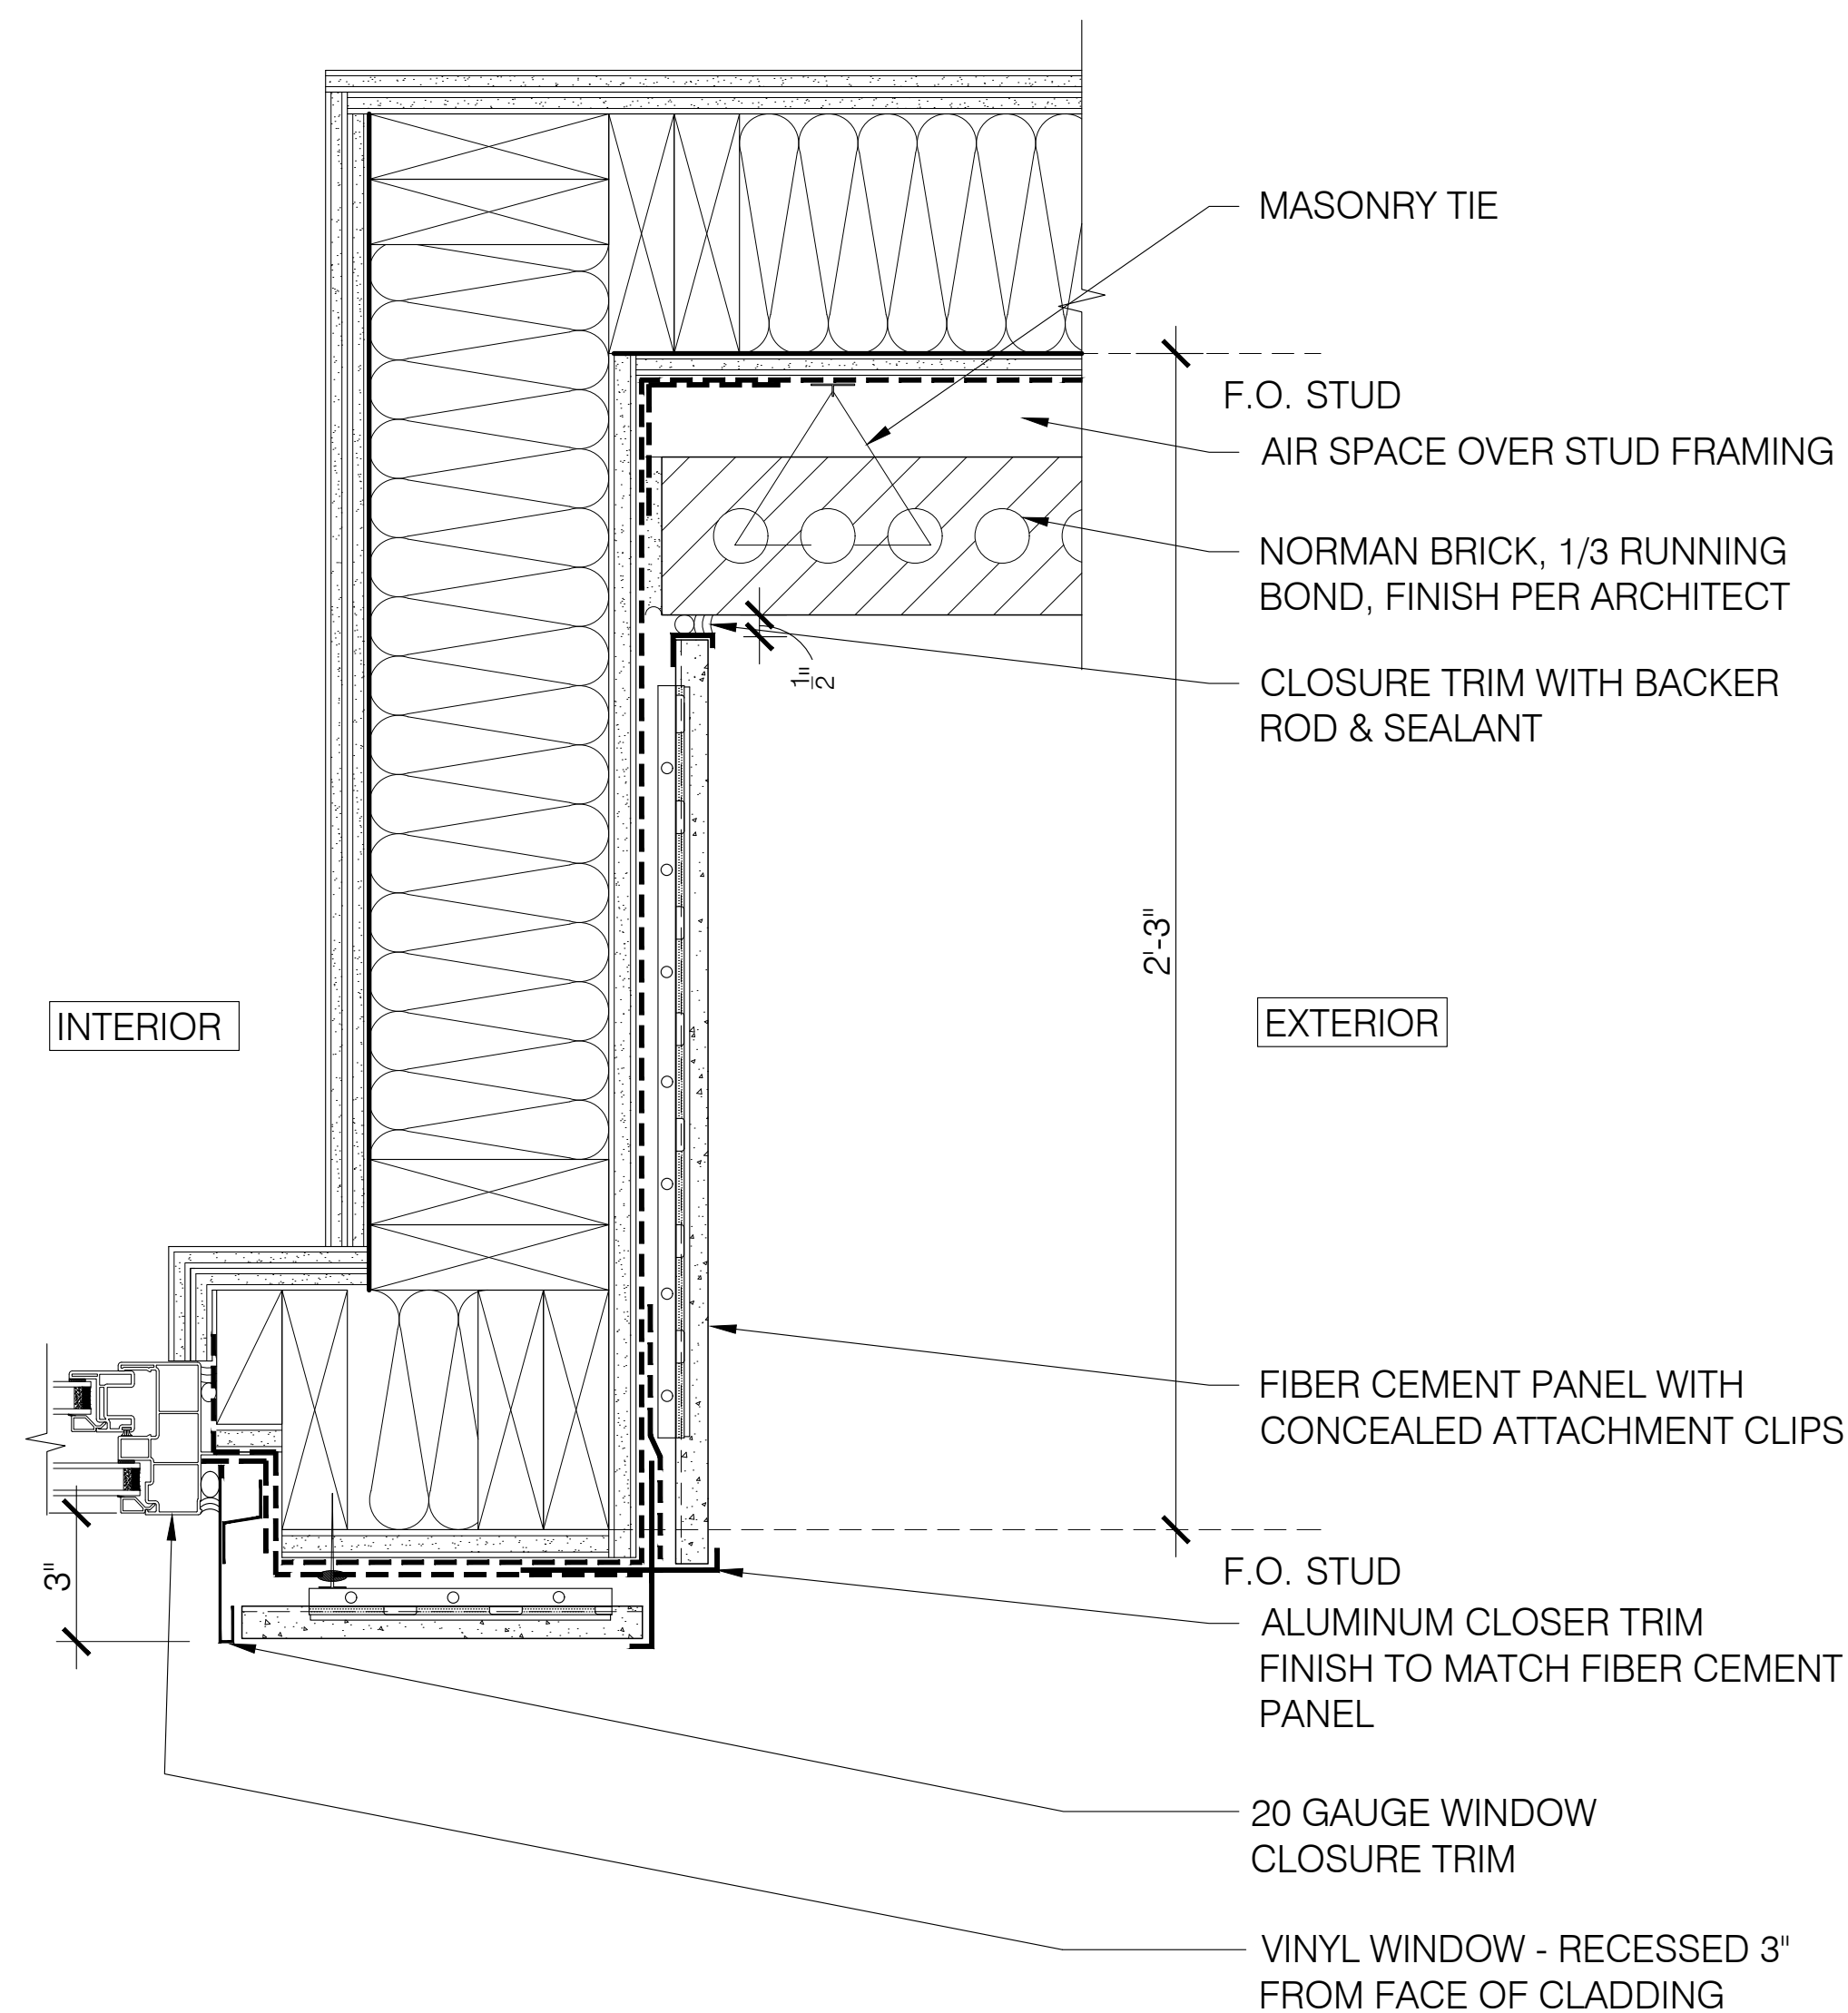 MASONRY TIE
F.O. STUD
AIR SPACE OVER STUD FRAMING
NORMAN BRICK, 1/3 RUNNING
BOND, FINISH PER ARCHITECT
1/2"
CLOSURE TRIM WITH BACKER
ROD & SEALANT
2'-3"
INTERIOR
EXTERIOR
FIBER CEMENT PANEL WITH
CONCEALED ATTACHMENT CLIPS
3"
F.O. STUD
ALUMINUM CLOSER TRIM
FINISH TO MATCH FIBER CEMENT
PANEL
20 GAUGE WINDOW
CLOSURE TRIM
VINYL WINDOW - RECESSED 3"
FROM FACE OF CLADDING